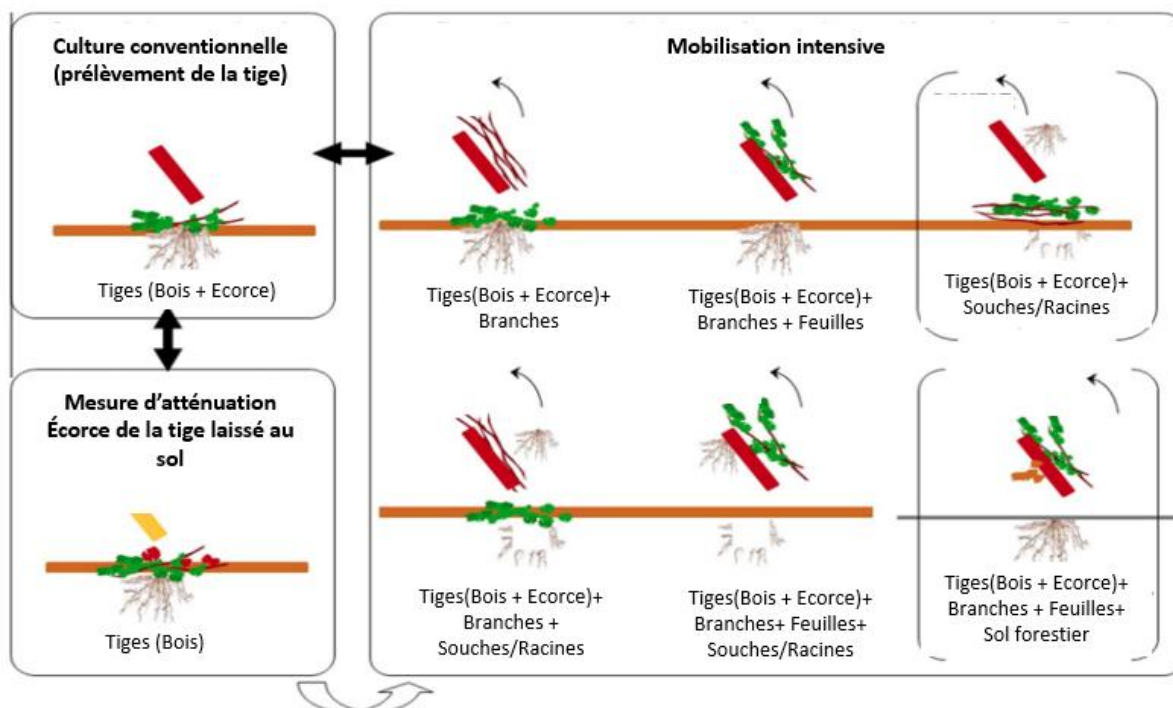 Culture conventionnelle
(prélèvement de la tige)
Tiges (Bois + Ecorce)
Mesure d’atténuation
Écorce de la tige laissé au
sol
Tiges (Bois)
Mobilisation intensive
Tiges(Bois + Ecorce)+
Branches
Tiges(Bois + Ecorce)+
Branches + Feuilles
Tiges(Bois + Ecorce)+
Souches/Racines
Tiges(Bois + Ecorce)+
Branches +
Souches/Racines
Tiges(Bois + Ecorce)+
Branches+ Feuilles+
Souches/Racines
Tiges(Bois + Ecorce)+
Branches + Feuilles+
Sol forestier